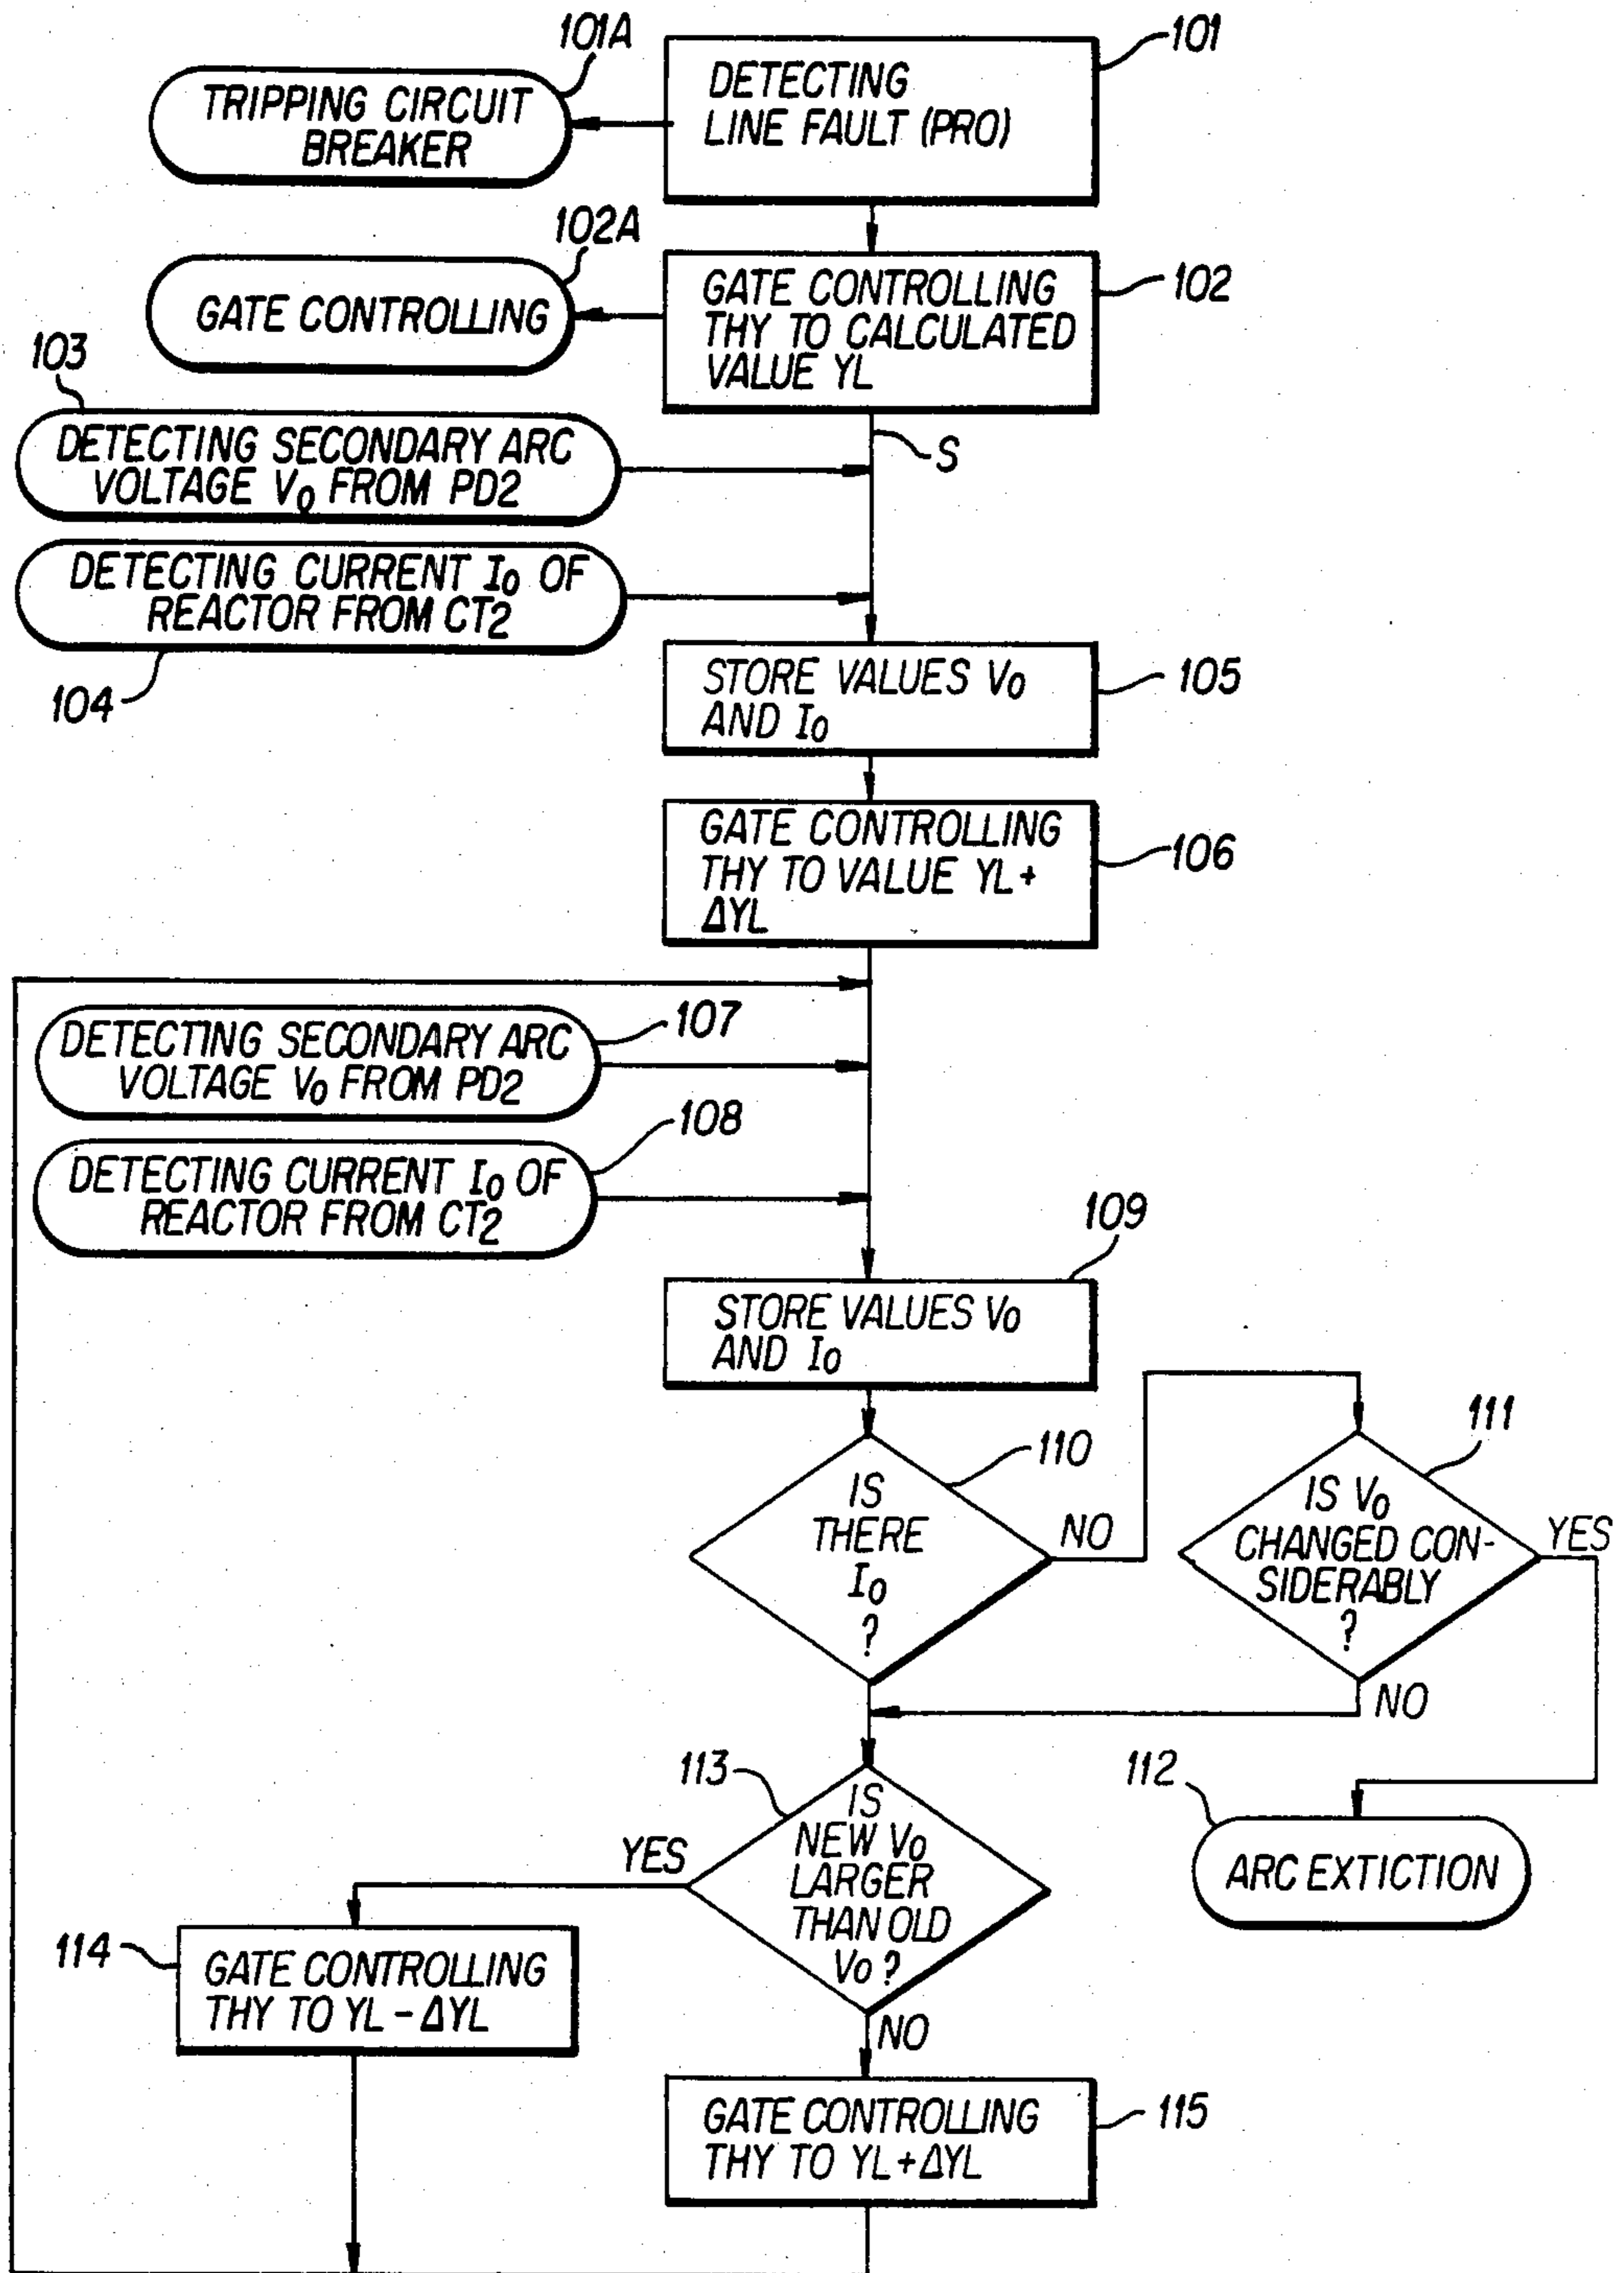 101A
101
TRIPPING CIRCUIT
BREAKER
DETECTING
LINE FAULT (PRO)
102A
102
GATE CONTROLLING
GATE CONTROLLING
THY TO CALCULATED
VALUE YL
103
DETECTING SECONDARY ARC
VOLTAGE V0 FROM PD2
S
DETECTING CURRENT I0 OF
REACTOR FROM CT2
104
STORE VALUES V0
AND I0
105
GATE CONTROLLING
THY TO VALUE YL+
ΔYL
106
107
DETECTING SECONDARY ARC
VOLTAGE V0 FROM PD2
108
DETECTING CURRENT I0 OF
REACTOR FROM CT2
109
STORE VALUES V0
AND I0
110
IS
THERE
I0
?
NO
111
IS V0
CHANGED CON-
SIDERABLY
?
YES
NO
112
ARC EXTICTION
113
IS
NEW V0
LARGER
THAN OLD
V0?
YES
NO
114
GATE CONTROLLING
THY TO YL-ΔYL
115
GATE CONTROLLING
THY TO YL+ΔYL